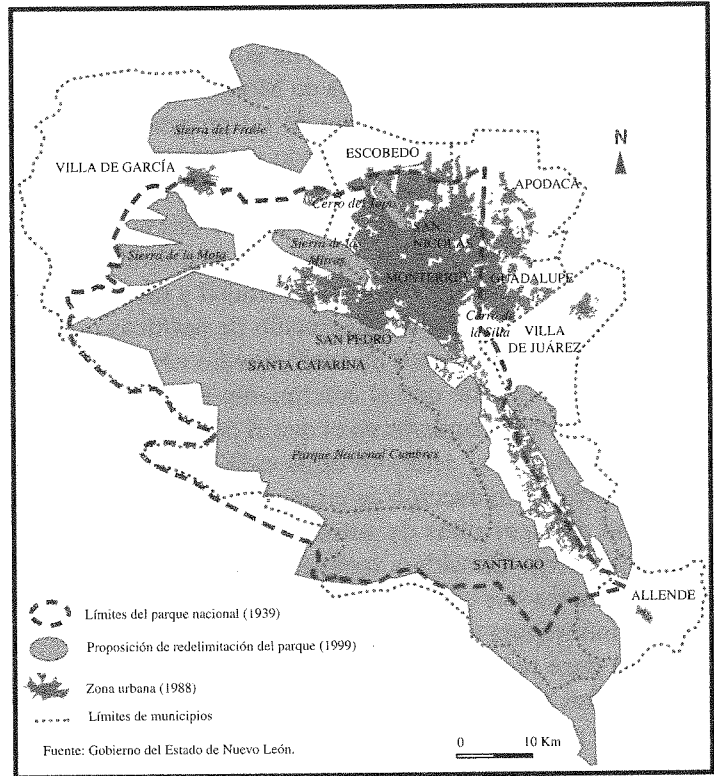 Sierra del Fraile
N
ESCOBEDO
VILLA DE GARCÍA
APODACA
Cerro del Topo
SAN
NICOLÁS
Sierra de las
Mitras
Sierra de la Mota
MONTERREY
GUADALUPE
Cerro de
la Silla
VILLA
DE JUÁREZ
SAN PEDRO
SANTA CATARINA
Parque Nacional Cumbres
SANTIAGO
ALLENDE
Límites del parque nacional (1939)
Proposición de redelimitación del parque (1999)
Zona urbana (1988)
Límites de municipios
Fuente: Gobierno del Estado de Nuevo León.
0 10 Km